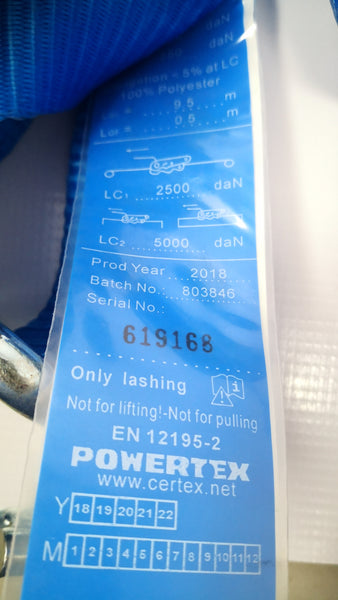 5% at LC
100% Polyester
9.5 m
0.5 m
LC1 2500 daN
LC2 5000 daN
Prod Year 2018
Batch No.: 803846
Serial No.:
619168
Only lashing
Not for lifting!-Not for pulling
EN 12195-2
POWERTEX
www.certex.net
Y 18 19 20 21 22
M 1 2 3 4 5 6 7 8 9 10 11 12